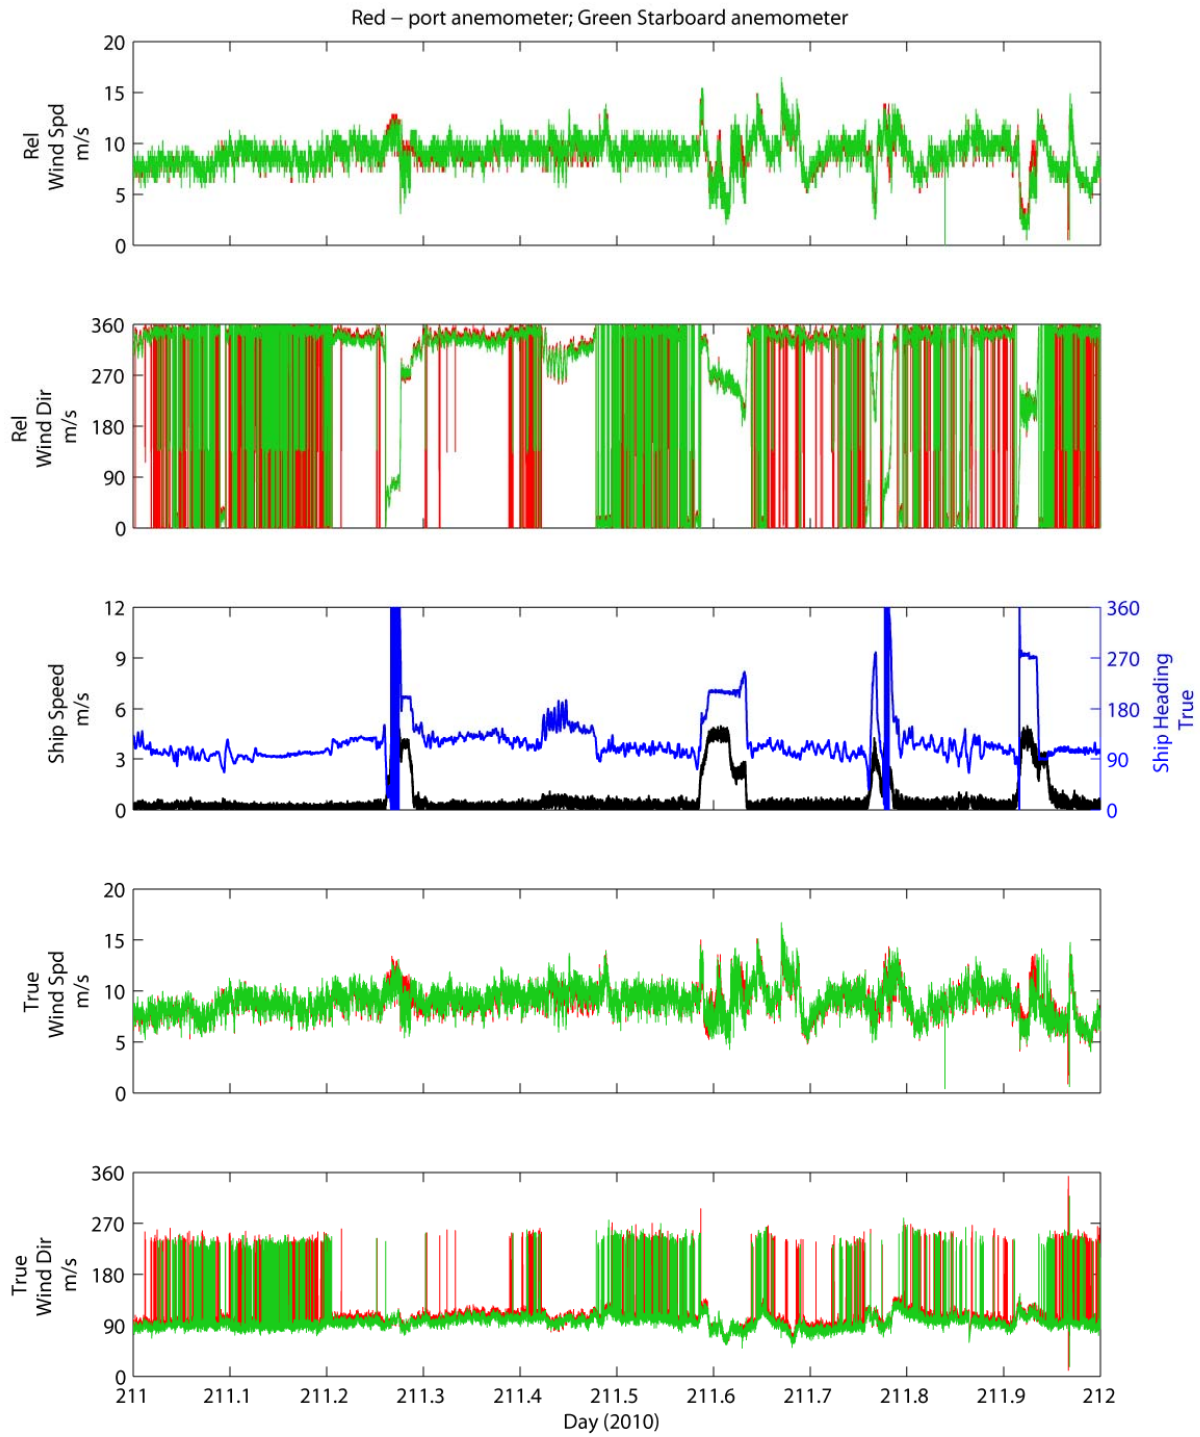 Red – port anemometer; Green Starboard anemometer
20
15
10
5
0
Rel
Wind Spd
m/s
360
270
180
90
0
Rel
Wind Dir
m/s
12
9
6
3
0
Ship Speed
m/s
360
270
180
90
0
Ship Heading
True
20
15
10
5
0
True
Wind Spd
m/s
360
270
180
90
0
True
Wind Dir
m/s
211 211.1 211.2 211.3 211.4 211.5 211.6 211.7 211.8 211.9 212
Day (2010)